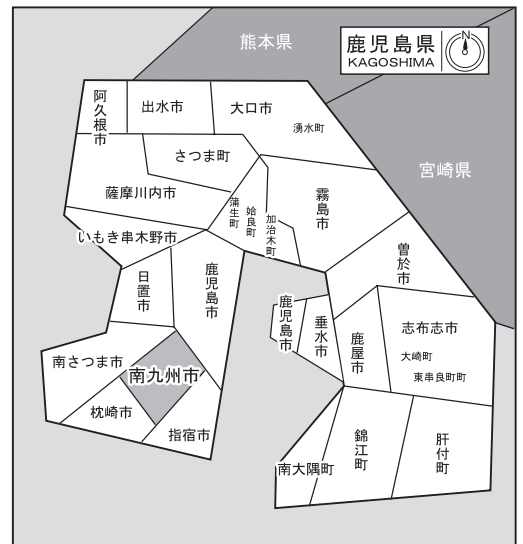 熊本県
鹿児島県
KAGOSHIMA
N
宮崎県
阿久根市
出水市
大口市
湧水町
さつま町
薩摩川内市
蒲生町
姶良町
加治木町
霧島市
いちき串木野市
日置市
鹿児島市
曽於市
鹿児島市
垂水市
鹿屋市
志布志市
大崎町
東串良町町
南さつま市
南九州市
枕崎市
指宿市
南大隅町
錦江町
肝付町